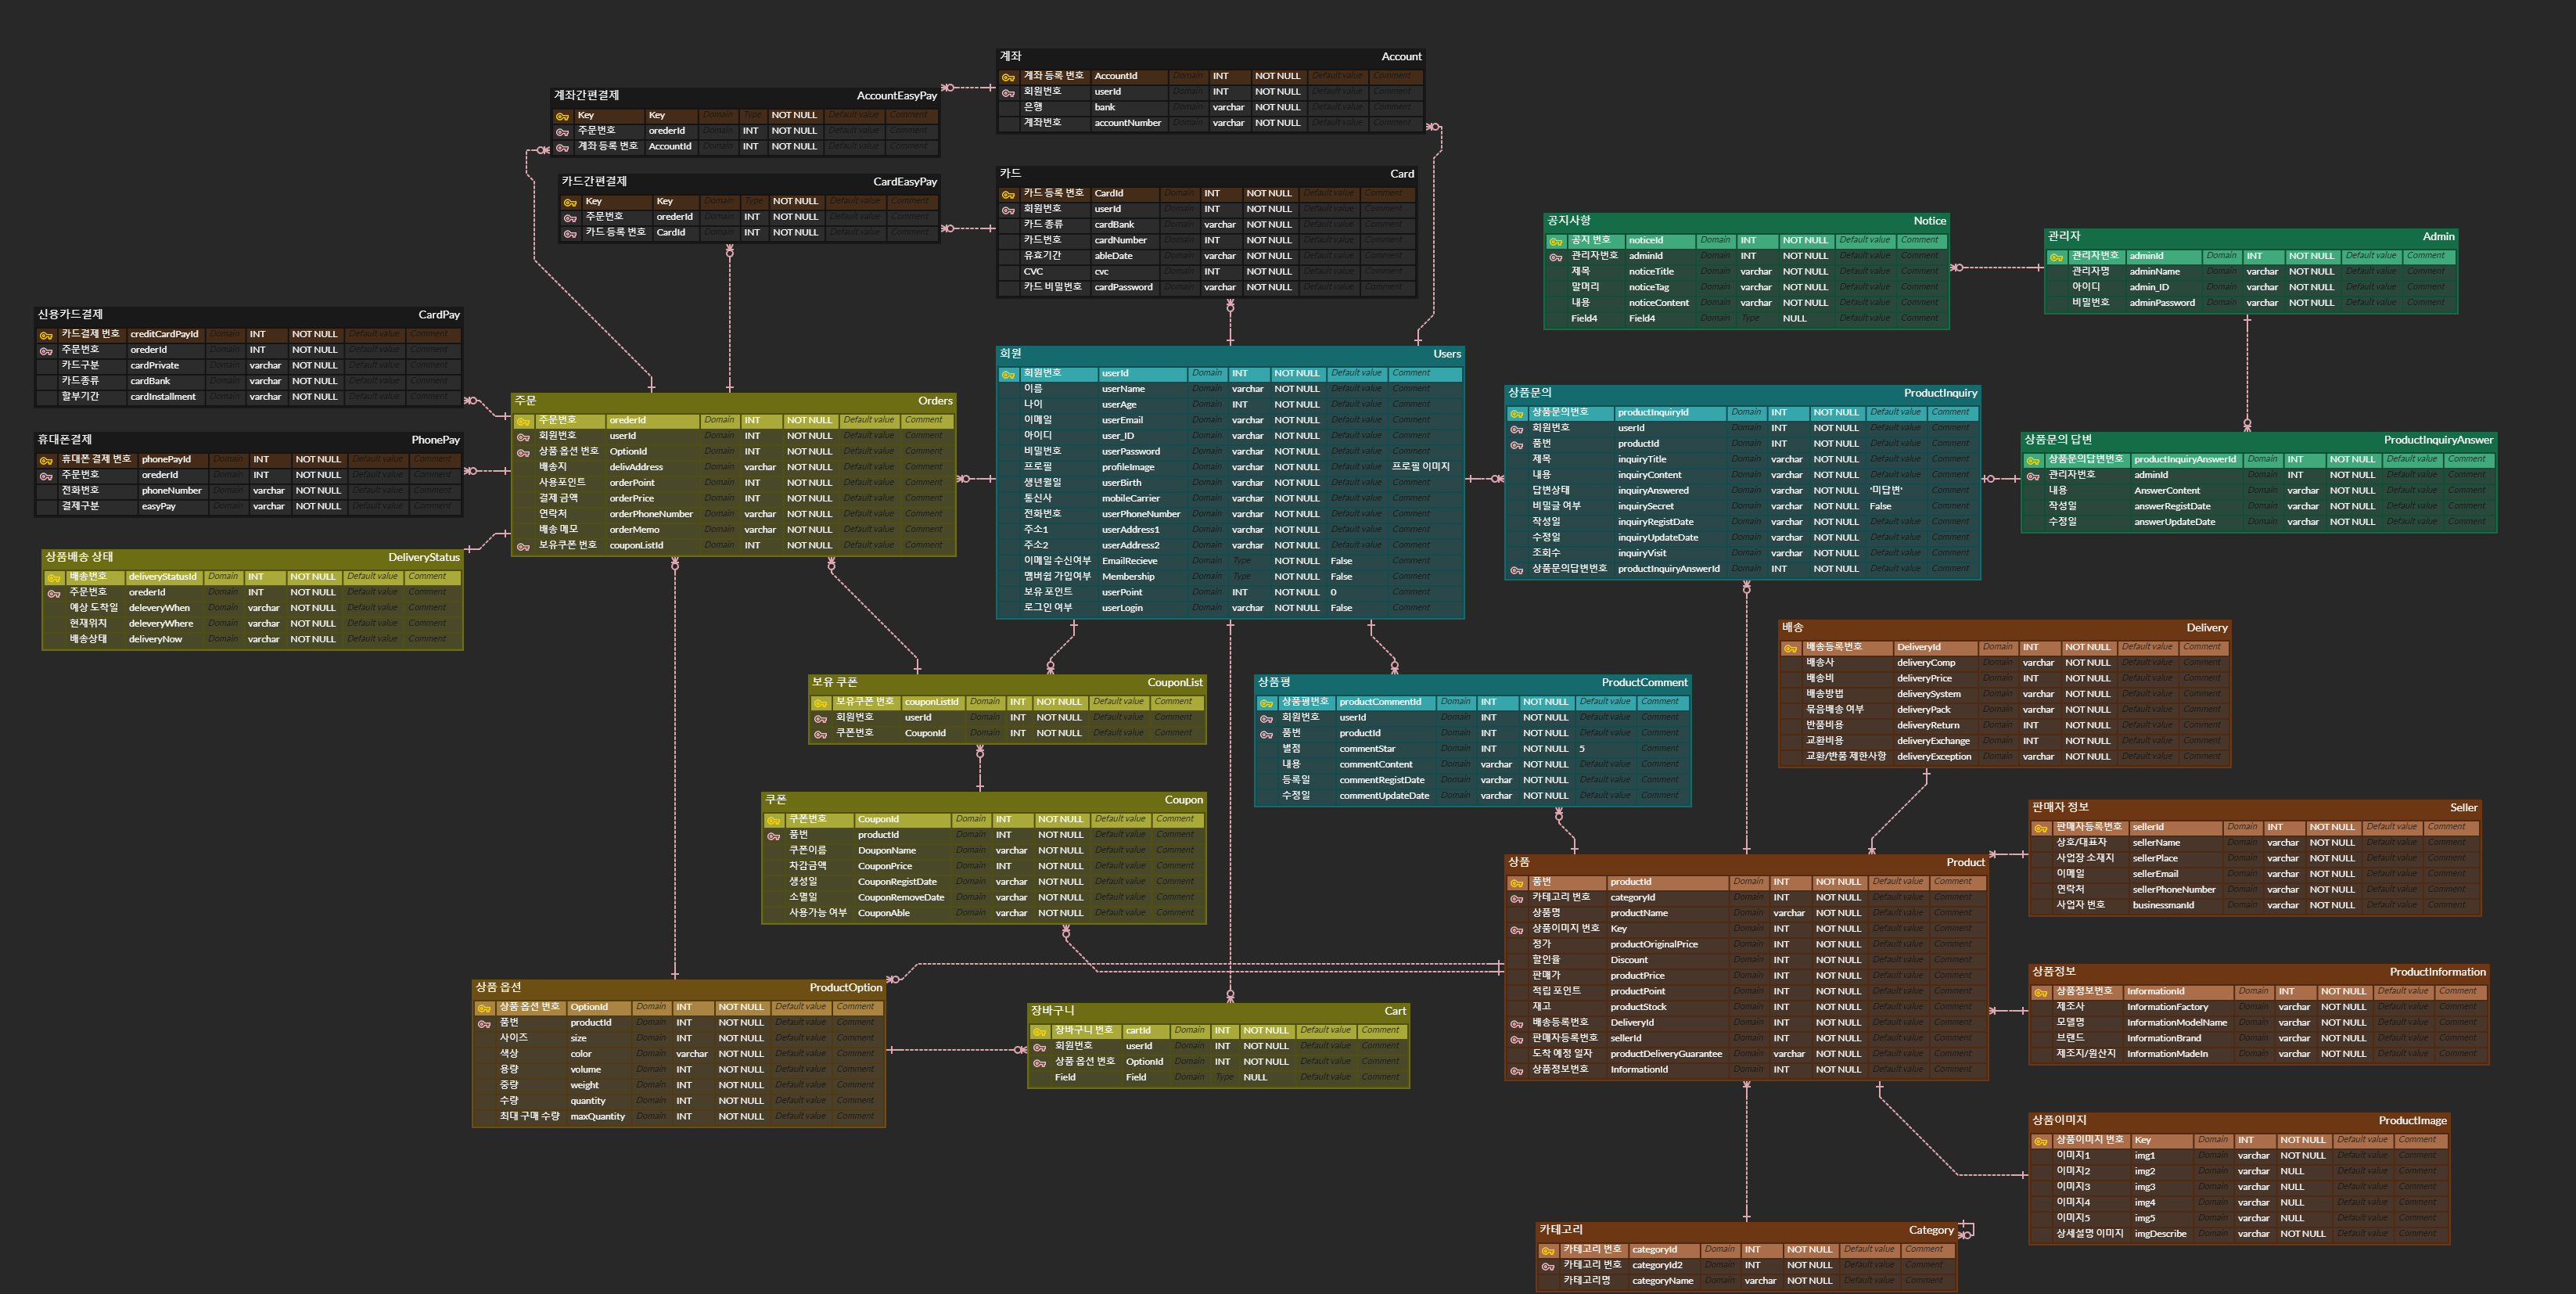 계좌 Account
계좌 등록 번호 AccountId Domain INT NOT NULL Default value Comment
회원번호 userId Domain INT NOT NULL Default value Comment
은행 bank Domain varchar NOT NULL Default value Comment
계좌번호 accountNumber Domain varchar NOT NULL Default value Comment
계좌간편결제 AccountEasyPay
Key Key Domain Type NOT NULL Default value Comment
주문번호 orederId Domain INT NOT NULL Default value Comment
계좌 등록 번호 AccountId Domain INT NOT NULL Default value Comment
카드간편결제 CardEasyPay
Key Key Domain Type NOT NULL Default value Comment
주문번호 orederId Domain INT NOT NULL Default value Comment
카드 등록 번호 CardId Domain INT NOT NULL Default value Comment
카드 Card
카드 등록 번호 CardId Domain INT NOT NULL Default value Comment
회원번호 userId Domain INT NOT NULL Default value Comment
카드 종류 cardBank Domain varchar NOT NULL Default value Comment
카드번호 cardNumber Domain INT NOT NULL Default value Comment
유효기간 ableDate Domain varchar NOT NULL Default value Comment
CVC cvc Domain INT NOT NULL Default value Comment
카드 비밀번호 cardPassword Domain varchar NOT NULL Default value Comment
공지사항 Notice
공지 번호 noticeId Domain INT NOT NULL Default value Comment
관리자번호 adminId Domain INT NOT NULL Default value Comment
제목 noticeTitle Domain varchar NOT NULL Default value Comment
말머리 noticeTag Domain varchar NOT NULL Default value Comment
내용 noticeContent Domain varchar NOT NULL Default value Comment
Field4 Field4 Domain Type NULL Default value Comment
관리자 Admin
관리자번호 adminId Domain INT NOT NULL Default value Comment
관리자명 adminName Domain varchar NOT NULL Default value Comment
아이디 admin_ID Domain varchar NOT NULL Default value Comment
비밀번호 adminPassword Domain varchar NOT NULL Default value Comment
신용카드결제 CardPay
카드결제 번호 creditCardPayId Domain INT NOT NULL Default value Comment
주문번호 orederId Domain INT NOT NULL Default value Comment
카드구분 cardPrivate Domain varchar NOT NULL Default value Comment
카드종류 cardBank Domain varchar NOT NULL Default value Comment
할부기간 cardInstallment Domain varchar NOT NULL Default value Comment
휴대폰결제 PhonePay
휴대폰 결제 번호 phonePayId Domain INT NOT NULL Default value Comment
주문번호 orederId Domain INT NOT NULL Default value Comment
전화번호 phoneNumber Domain varchar NOT NULL Default value Comment
결제구분 easyPay Domain varchar NOT NULL Default value Comment
상품배송 상태 DeliveryStatus
배송번호 deliveryStatusId Domain INT NOT NULL Default value Comment
주문번호 orederId Domain INT NOT NULL Default value Comment
예상 도착일 deleveryWhen Domain varchar NOT NULL Default value Comment
현재위치 deleveryWhere Domain varchar NOT NULL Default value Comment
배송상태 deliveryNow Domain varchar NOT NULL Default value Comment
주문 Orders
주문번호 orederId Domain INT NOT NULL Default value Comment
회원번호 userId Domain INT NOT NULL Default value Comment
상품 옵션 번호 OptionId Domain INT NOT NULL Default value Comment
배송지 delivAddress Domain varchar NOT NULL Default value Comment
사용포인트 orderPoint Domain INT NOT NULL Default value Comment
결제 금액 orderPrice Domain INT NOT NULL Default value Comment
연락처 orderPhoneNumber Domain varchar NOT NULL Default value Comment
배송 메모 orderMemo Domain varchar NOT NULL Default value Comment
보유쿠폰 번호 couponListId Domain INT NOT NULL Default value Comment
회원 Users
회원번호 userId Domain INT NOT NULL Default value Comment
이름 userName Domain varchar NOT NULL Default value Comment
나이 userAge Domain INT NOT NULL Default value Comment
이메일 userEmail Domain varchar NOT NULL Default value Comment
아이디 user_ID Domain varchar NOT NULL Default value Comment
비밀번호 userPassword Domain varchar NOT NULL Default value Comment
프로필 profileImage Domain varchar NOT NULL Default value 프로필 이미지
생년월일 userBirth Domain varchar NOT NULL Default value Comment
통신사 mobileCarrier Domain varchar NOT NULL Default value Comment
전화번호 userPhoneNumber Domain varchar NOT NULL Default value Comment
주소1 userAddress1 Domain varchar NOT NULL Default value Comment
주소2 userAddress2 Domain varchar NOT NULL Default value Comment
이메일 수신여부 EmailRecieve Domain Type NOT NULL False Comment
맴버쉽 가입여부 Membership Domain Type NOT NULL False Comment
보유 포인트 userPoint Domain INT NOT NULL 0 Comment
로그인 여부 userLogin Domain varchar NOT NULL False Comment
상품문의 ProductInquiry
상품문의번호 productInquiryId Domain INT NOT NULL Default value Comment
회원번호 userId Domain INT NOT NULL Default value Comment
품번 productId Domain INT NOT NULL Default value Comment
제목 inquiryTitle Domain varchar NOT NULL Default value Comment
내용 inquiryContent Domain varchar NOT NULL Default value Comment
답변상태 inquiryAnswered Domain varchar NOT NULL '미답변' Comment
비밀글 여부 inquirySecret Domain varchar NOT NULL False Comment
작성일 inquiryRegistDate Domain varchar NOT NULL Default value Comment
수정일 inquiryUpdateDate Domain varchar NOT NULL Default value Comment
조회수 inquiryVisit Domain varchar NOT NULL Default value Comment
상품문의답변번호 productInquiryAnswerId Domain INT NOT NULL Default value Comment
상품문의 답변 ProductInquiryAnswer
상품문의답변번호 productInquiryAnswerId Domain INT NOT NULL Default value Comment
관리자번호 adminId Domain INT NOT NULL Default value Comment
내용 AnswerContent Domain varchar NOT NULL Default value Comment
작성일 answerRegistDate Domain varchar NOT NULL Default value Comment
수정일 answerUpdateDate Domain varchar NOT NULL Default value Comment
보유 쿠폰 CouponList
보유쿠폰 번호 couponListId Domain INT NOT NULL Default value Comment
회원번호 userId Domain INT NOT NULL Default value Comment
쿠폰번호 CouponId Domain INT NOT NULL Default value Comment
쿠폰 Coupon
쿠폰번호 CouponId Domain INT NOT NULL Default value Comment
품번 productId Domain INT NOT NULL Default value Comment
쿠폰이름 DouponName Domain varchar NOT NULL Default value Comment
차감금액 CouponPrice Domain INT NOT NULL Default value Comment
생성일 CouponRegistDate Domain varchar NOT NULL Default value Comment
소멸일 CouponRemoveDate Domain varchar NOT NULL Default value Comment
사용가능 여부 CouponAble Domain varchar NOT NULL Default value Comment
상품평 ProductComment
상품평번호 productCommentId Domain INT NOT NULL Default value Comment
회원번호 userId Domain INT NOT NULL Default value Comment
품번 productId Domain INT NOT NULL Default value Comment
별점 commentStar Domain INT NOT NULL 5 Comment
내용 commentContent Domain varchar NOT NULL Default value Comment
등록일 commentRegistDate Domain varchar NOT NULL Default value Comment
수정일 commentUpdateDate Domain varchar NOT NULL Default value Comment
배송 Delivery
배송등록번호 DeliveryId Domain INT NOT NULL Default value Comment
배송사 deliveryComp Domain varchar NOT NULL Default value Comment
배송비 deliveryPrice Domain INT NOT NULL Default value Comment
배송방법 deliverySystem Domain varchar NOT NULL Default value Comment
묶음배송 여부 deliveryPack Domain varchar NOT NULL Default value Comment
반품비용 deliveryReturn Domain INT NOT NULL Default value Comment
교환비용 deliveryExchange Domain INT NOT NULL Default value Comment
교환/반품 제한사항 deliveryException Domain varchar NOT NULL Default value Comment
판매자 정보 Seller
판매자등록번호 sellerId Domain INT NOT NULL Default value Comment
상호/대표자 sellerName Domain varchar NOT NULL Default value Comment
사업장 소재지 sellerPlace Domain varchar NOT NULL Default value Comment
이메일 sellerEmail Domain varchar NOT NULL Default value Comment
연락처 sellerPhoneNumber Domain varchar NOT NULL Default value Comment
사업자 번호 businessmanId Domain varchar NOT NULL Default value Comment
상품 Product
품번 productId Domain INT NOT NULL Default value Comment
카테고리 번호 categoryId Domain INT NOT NULL Default value Comment
상품명 productName Domain varchar NOT NULL Default value Comment
상품이미지 번호 Key Domain INT NOT NULL Default value Comment
정가 productOriginalPrice Domain INT NOT NULL Default value Comment
할인율 Discount Domain INT NOT NULL Default value Comment
판매가 productPrice Domain INT NOT NULL Default value Comment
적립 포인트 productPoint Domain INT NOT NULL Default value Comment
재고 productStock Domain INT NOT NULL Default value Comment
배송등록번호 DeliveryId Domain INT NOT NULL Default value Comment
판매자등록번호 sellerId Domain INT NOT NULL Default value Comment
도착 예정 일자 productDeliveryGuarantee Domain varchar NOT NULL Default value Comment
상품정보번호 InformationId Domain INT NOT NULL Default value Comment
상품정보 ProductInformation
상품정보번호 InformationId Domain INT NOT NULL Default value Comment
제조사 InformationFactory Domain varchar NOT NULL Default value Comment
모델명 InformationModelName Domain varchar NOT NULL Default value Comment
브랜드 InformationBrand Domain varchar NOT NULL Default value Comment
제조지/원산지 InformationMadeIn Domain varchar NOT NULL Default value Comment
상품 옵션 ProductOption
상품 옵션 번호 OptionId Domain INT NOT NULL Default value Comment
품번 productId Domain INT NOT NULL Default value Comment
사이즈 size Domain INT NOT NULL Default value Comment
색상 color Domain varchar NOT NULL Default value Comment
용량 volume Domain INT NOT NULL Default value Comment
중량 weight Domain INT NOT NULL Default value Comment
수량 quantity Domain INT NOT NULL Default value Comment
최대 구매 수량 maxQuantity Domain INT NOT NULL Default value Comment
장바구니 Cart
장바구니 번호 cartId Domain INT NOT NULL Default value Comment
회원번호 userId Domain INT NOT NULL Default value Comment
상품 옵션 번호 OptionId Domain INT NOT NULL Default value Comment
Field Field Domain Type NULL Default value Comment
상품이미지 ProductImage
상품이미지 번호 Key Domain INT NOT NULL Default value Comment
이미지1 img1 Domain varchar NOT NULL Default value Comment
이미지2 img2 Domain varchar NULL Default value Comment
이미지3 img3 Domain varchar NULL Default value Comment
이미지4 img4 Domain varchar NULL Default value Comment
이미지5 img5 Domain varchar NULL Default value Comment
상세설명 이미지 imgDescribe Domain varchar NOT NULL Default value Comment
카테고리 Category
카테고리 번호 categoryId Domain INT NOT NULL Default value Comment
카테고리 번호 categoryId2 Domain INT NOT NULL Default value Comment
카테고리명 categoryName Domain varchar NOT NULL Default value Comment